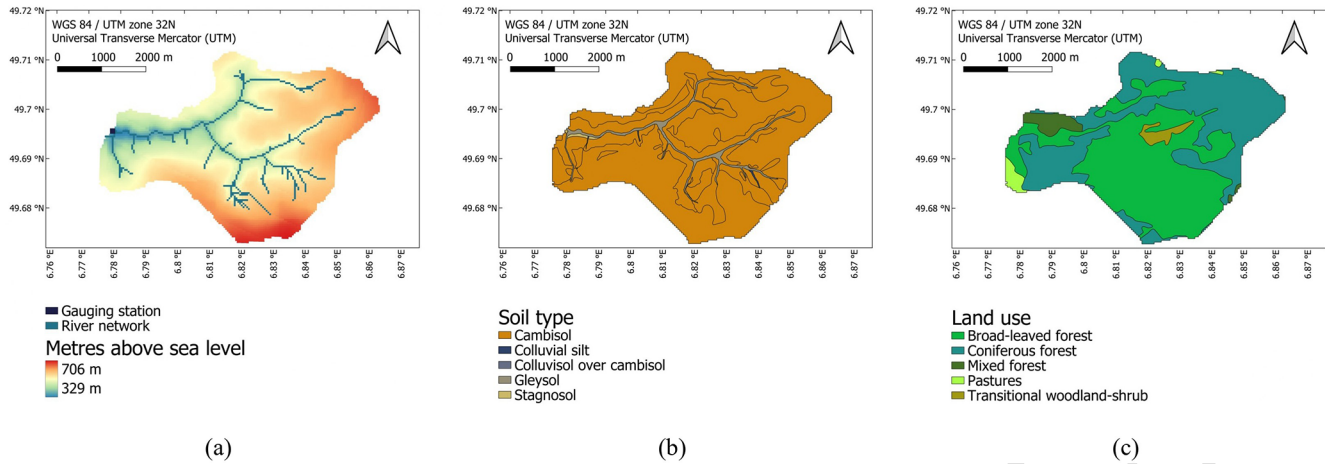 WGS 84 / UTM zone 32N
Universal Transverse Mercator (UTM)
0 1000 2000 m
49.72 °N
49.71 °N
49.7 °N
49.69 °N
49.68 °N
6.76 °E
6.77 °E
6.78 °E
6.79 °E
6.8 °E
6.81 °E
6.82 °E
6.83 °E
6.84 °E
6.85 °E
6.86 °E
6.87 °E
Gauging station
River network
Metres above sea level
706 m
329 m
(a)
WGS 84 / UTM zone 32N
Universal Transverse Mercator (UTM)
0 1000 2000 m
49.72 °N
49.71 °N
49.7 °N
49.69 °N
49.68 °N
6.76 °E
6.77 °E
6.78 °E
6.79 °E
6.8 °E
6.81 °E
6.82 °E
6.83 °E
6.84 °E
6.85 °E
6.86 °E
6.87 °E
Soil type
Cambisol
Colluvial silt
Colluvisol over cambisol
Gleysol
Stagnosol
(b)
WGS 84 / UTM zone 32N
Universal Transverse Mercator (UTM)
0 1000 2000 m
49.72 °N
49.71 °N
49.7 °N
49.69 °N
49.68 °N
6.76 °E
6.77 °E
6.78 °E
6.79 °E
6.8 °E
6.81 °E
6.82 °E
6.83 °E
6.84 °E
6.85 °E
6.86 °E
6.87 °E
Land use
Broad-leaved forest
Coniferous forest
Mixed forest
Pastures
Transitional woodland-shrub
(c)